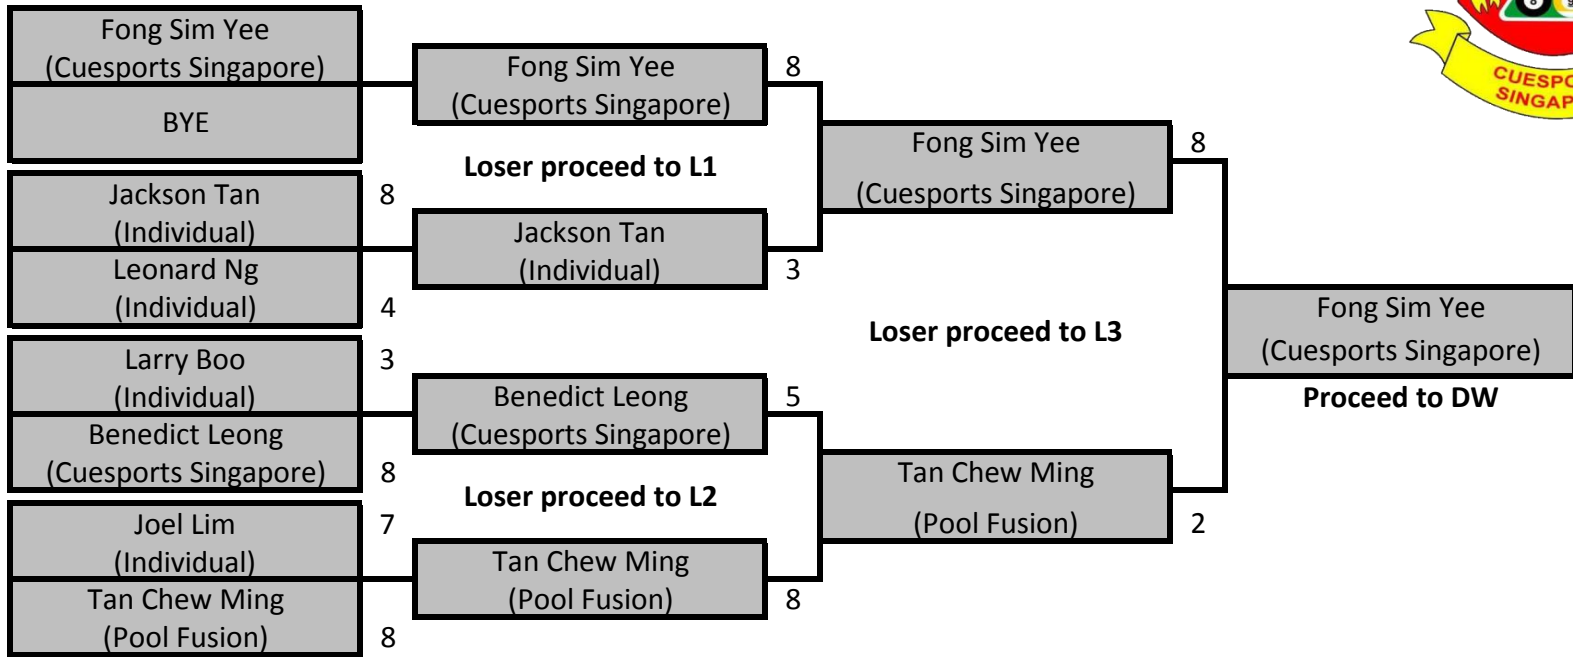 Fong Sim Yee
(Cuesports Singapore)
BYE
Jackson Tan
(Individual)
8
Leonard Ng
(Individual)
4
Larry Boo
(Individual)
3
Benedict Leong
(Cuesports Singapore)
8
Joel Lim
(Individual)
7
Tan Chew Ming
(Pool Fusion)
8
Fong Sim Yee
(Cuesports Singapore)
8
Loser proceed to L1
Jackson Tan
(Individual)
3
Benedict Leong
(Cuesports Singapore)
5
Loser proceed to L2
Tan Chew Ming
(Pool Fusion)
8
Fong Sim Yee
(Cuesports Singapore)
8
Loser proceed to L3
Tan Chew Ming
(Pool Fusion)
2
Fong Sim Yee
(Cuesports Singapore)
Proceed to DW
8